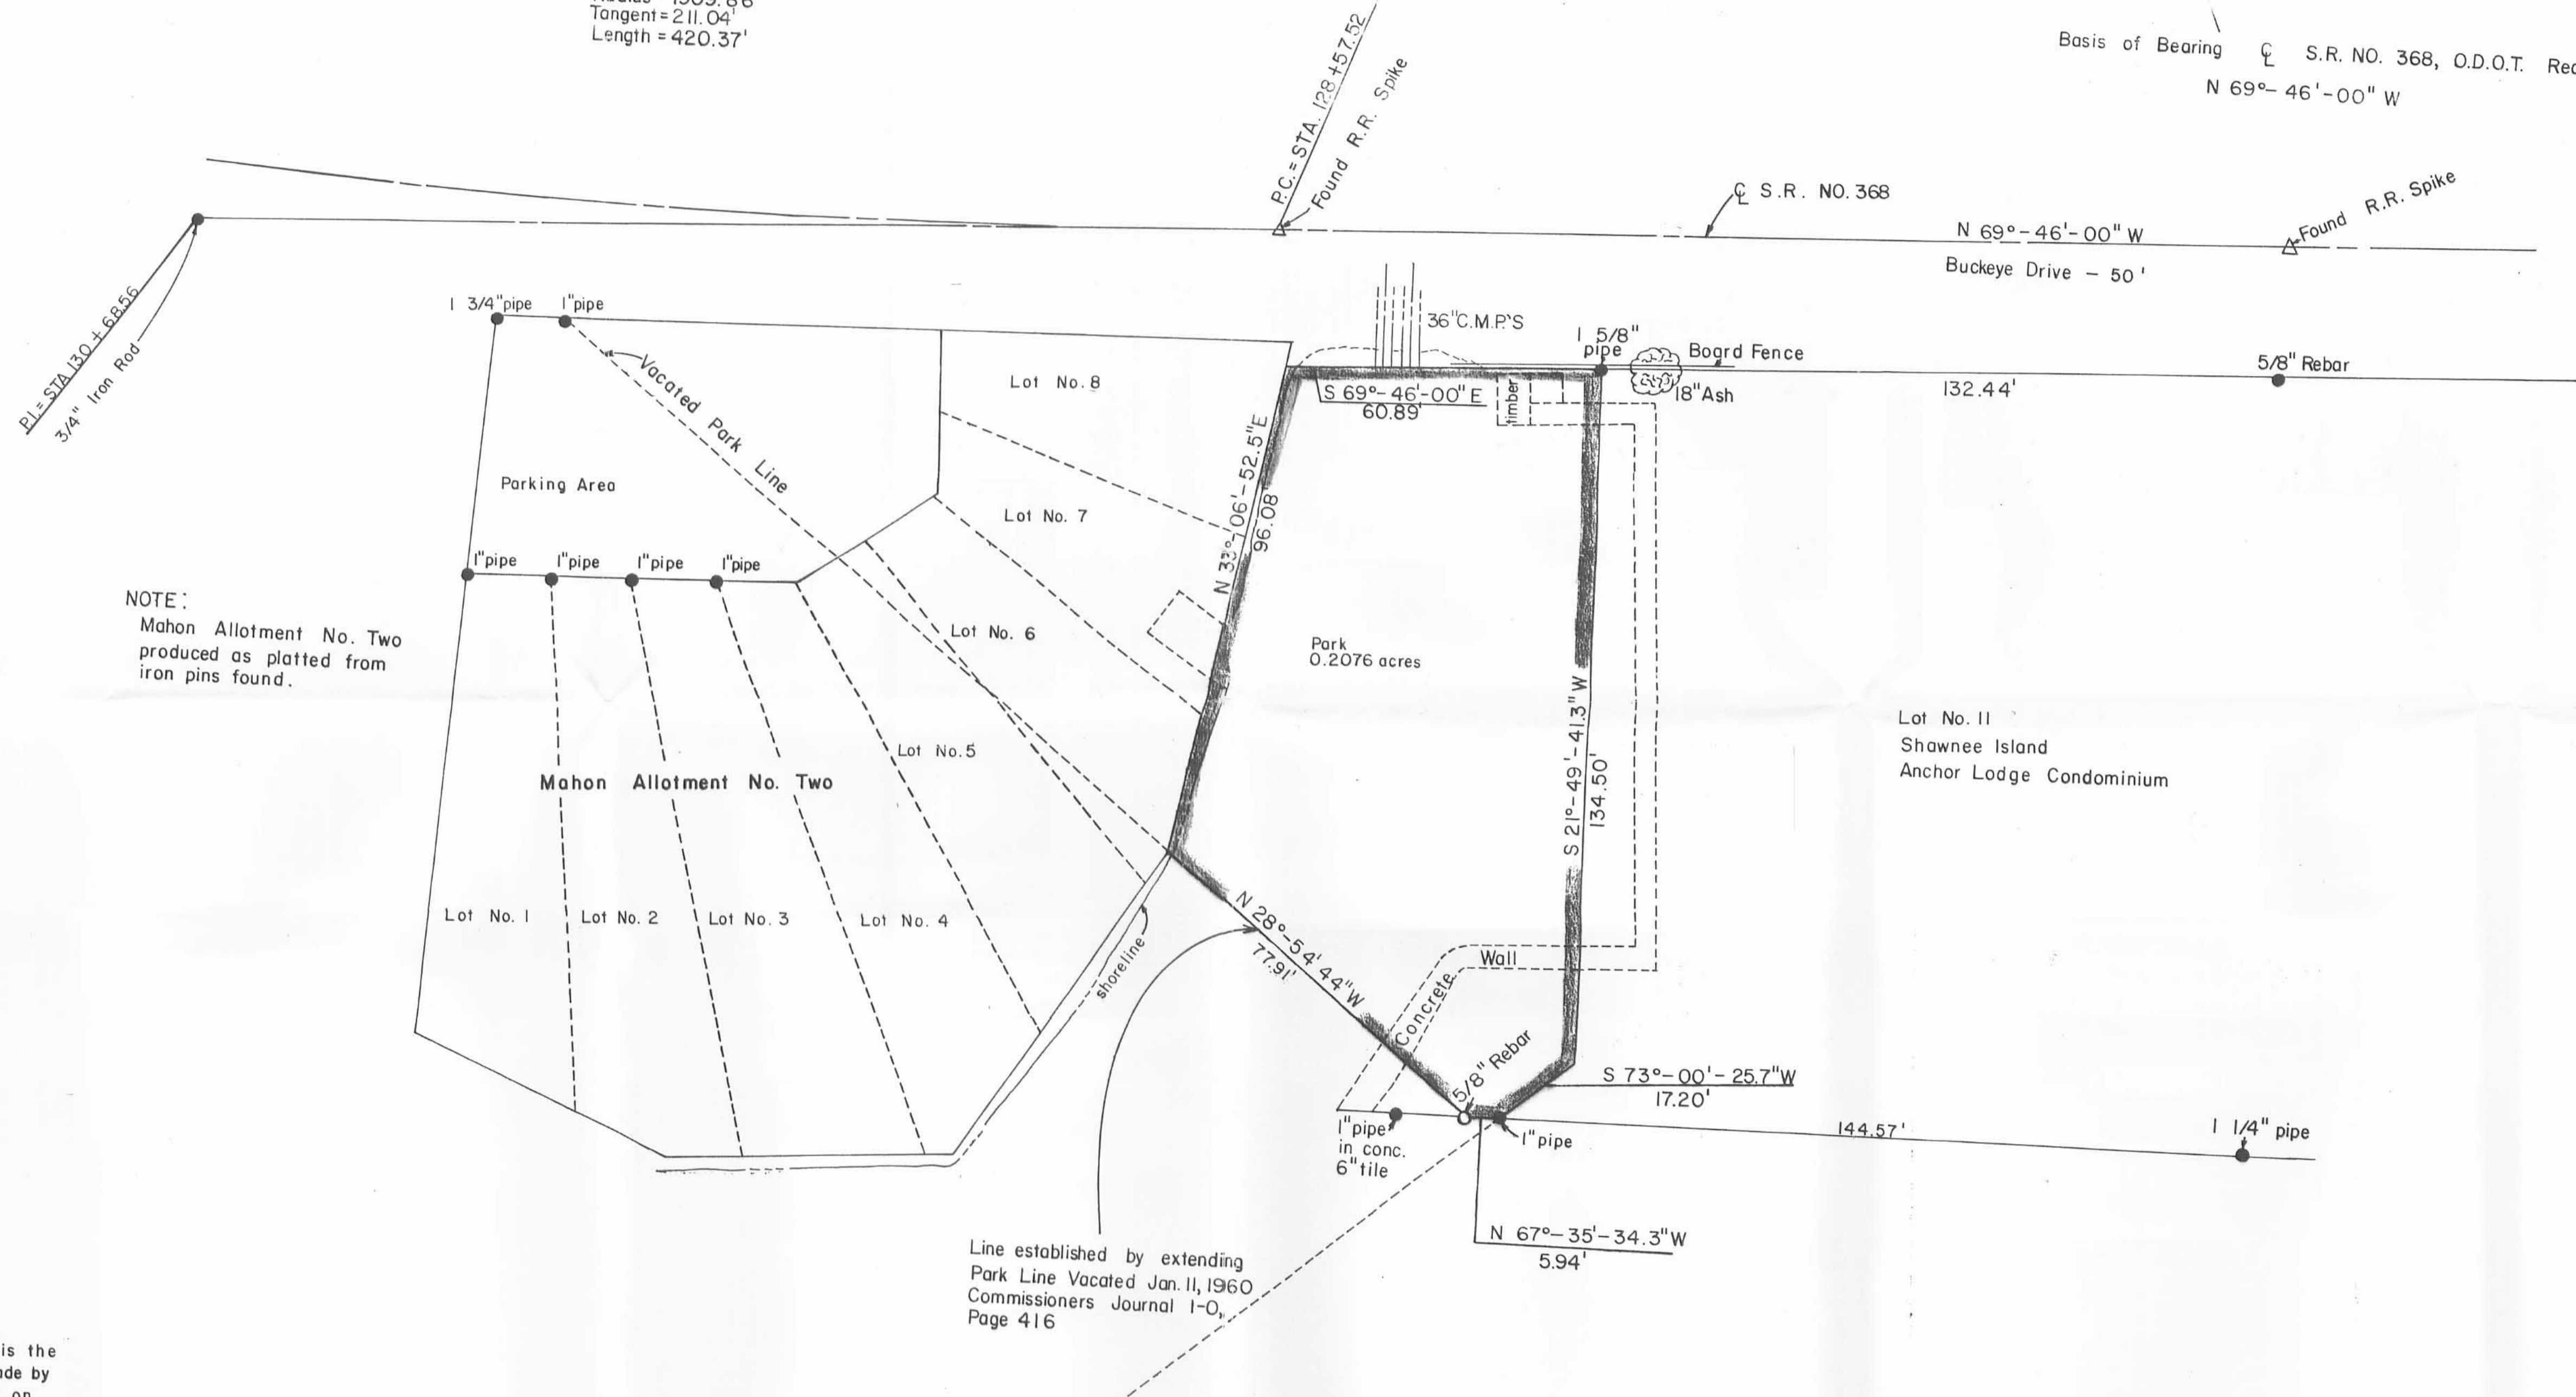 Tangent = 211.04'
Length = 420.37'
P.C. = STA. 128 + 57.52
Found R.R. Spike
Basis of Bearing ℄ S.R. NO. 368, O.D.O.T.
N 69°- 46'-00" W
℄ S.R. NO. 368
N 69°- 46'- 00" W
Buckeye Drive - 50'
Found R.R. Spike
P.I. = STA 130 + 68.56
3/4" Iron Rod
1 3/4" pipe
1" pipe
Vacated Park Line
Lot No. 8
36" C.M.P.'S
1 5/8"
pipe
Board Fence
18" Ash
132.44'
5/8" Rebar
S 69°- 46'-00" E
60.89'
timber
N 33°-06'-52.5" E
96.08'
Parking Area
Lot No. 7
1" pipe
1" pipe
1" pipe
1" pipe
NOTE:
Mahon Allotment No. Two
produced as platted from
iron pins found.
Lot No. 6
Park
0.2076 acres
S 21°- 49'- 41.3" W
134.50'
Lot No. 11
Shawnee Island
Anchor Lodge Condominium
Lot No. 5
Mahon Allotment No. Two
Lot No. 1
Lot No. 2
Lot No. 3
Lot No. 4
shoreline
N 28°-54' 44" W
77.91'
Concrete
Wall
5/8" Rebar
S 73°-00'-25.7" W
17.20'
1" pipe
in conc.
6" tile
1" pipe
144.57'
1 1/4" pipe
N 67°-35'-34.3" W
5.94'
Line established by extending
Park Line Vacated Jan. 11, 1960
Commissioners Journal 1-0,
Page 416
is the
by
on